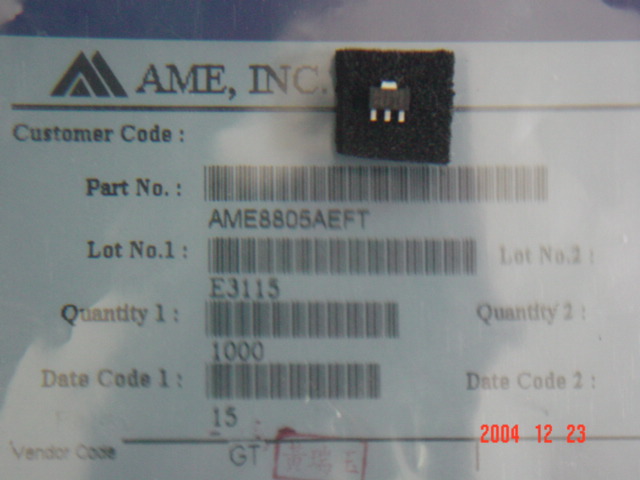 AME, INC.
Customer Code :
Part No. :
AME8805AEFT
Lot No.1 : Lot No.2 :
E3115
Quantity 1 : Quantity 2 :
1000
Date Code 1 : Date Code 2 :
15
2004 12 23
Vendor Code GT